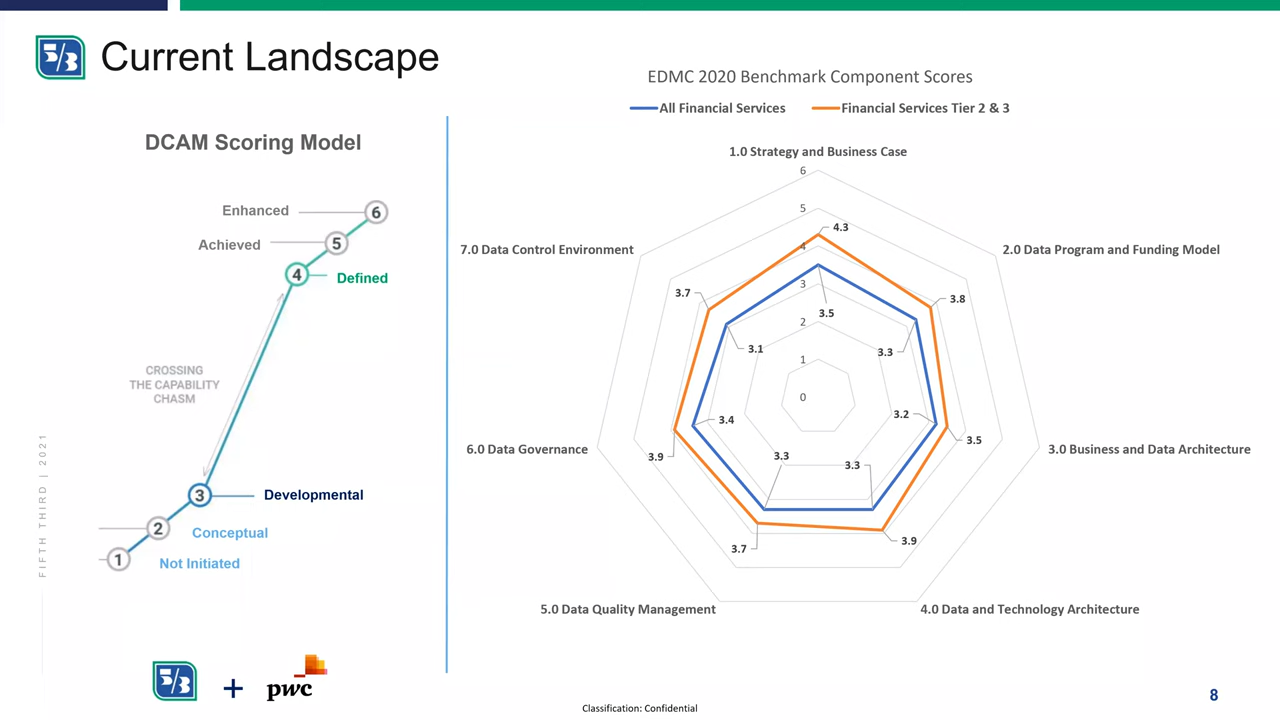 5/3 Current Landscape
DCAM Scoring Model
Enhanced 6
Achieved 5
4 Defined
CROSSING
THE CAPABILITY
CHASM
3 Developmental
2 Conceptual
1 Not Initiated
5/3 + pwc
FIFTH THIRD | 2021
EDMC 2020 Benchmark Component Scores
All Financial Services Financial Services Tier 2 & 3
1.0 Strategy and Business Case
2.0 Data Program and Funding Model
3.0 Business and Data Architecture
4.0 Data and Technology Architecture
5.0 Data Quality Management
6.0 Data Governance
7.0 Data Control Environment
6
5
4
3
2
1
0
4.3
3.8
3.5
3.9
3.7
3.9
3.7
3.5
3.3
3.2
3.3
3.3
3.4
3.1
Classification: Confidential
8